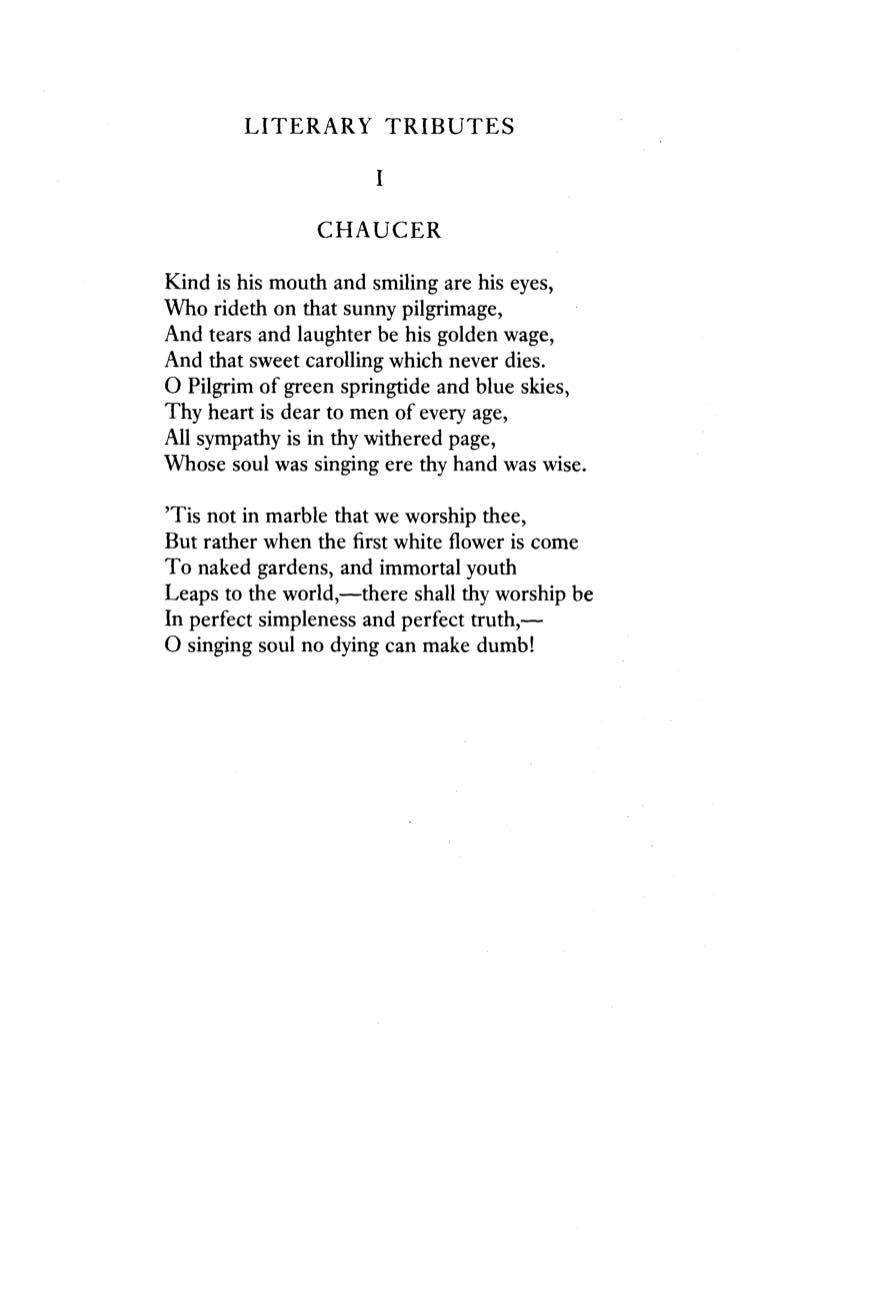 LITERARY TRIBUTES
I
CHAUCER
Kind is his mouth and smiling are his eyes,
Who rideth on that sunny pilgrimage,
And tears and laughter be his golden wage,
And that sweet carolling which never dies.
O Pilgrim of green springtide and blue skies,
Thy heart is dear to men of every age,
All sympathy is in thy withered page,
Whose soul was singing ere thy hand was wise.
’Tis not in marble that we worship thee,
But rather when the first white flower is come
To naked gardens, and immortal youth
Leaps to the world,—there shall thy worship be
In perfect simpleness and perfect truth,—
O singing soul no dying can make dumb!